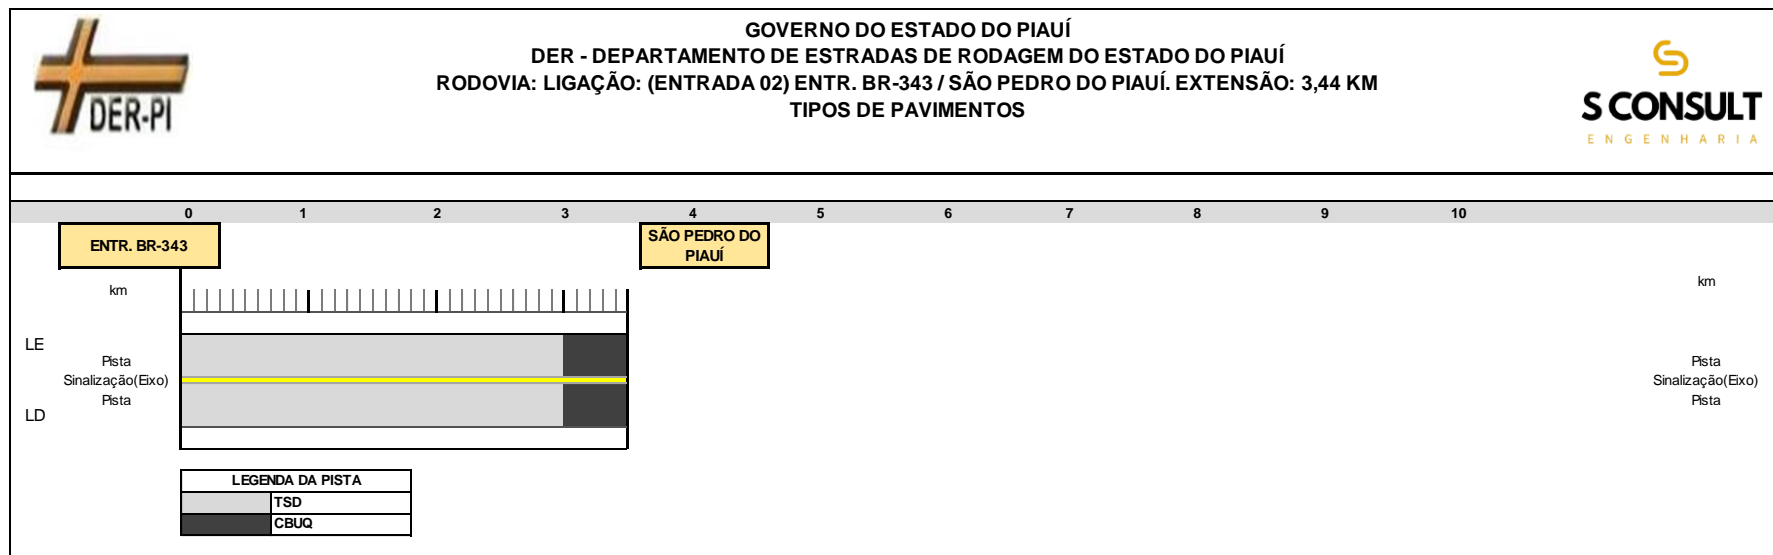 GOVERNO DO ESTADO DO PIAUÍ
DER - DEPARTAMENTO DE ESTRADAS DE RODAGEM DO ESTADO DO PIAUÍ
RODOVIA: LIGAÇÃO: (ENTRADA 02) ENTR. BR-343 / SÃO PEDRO DO PIAUÍ. EXTENSÃO: 3,44 KM
TIPOS DE PAVIMENTOS
DER-PI
S CONSULT
ENGENHARIA
0 1 2 3 4 5 6 7 8 9 10
ENTR. BR-343
SÃO PEDRO DO
PIAUÍ
km
km
LE
Pista
Sinalização(Eixo)
Pista
LD
Pista
Sinalização(Eixo)
Pista
LEGENDA DA PISTA
TSD
CBUQ